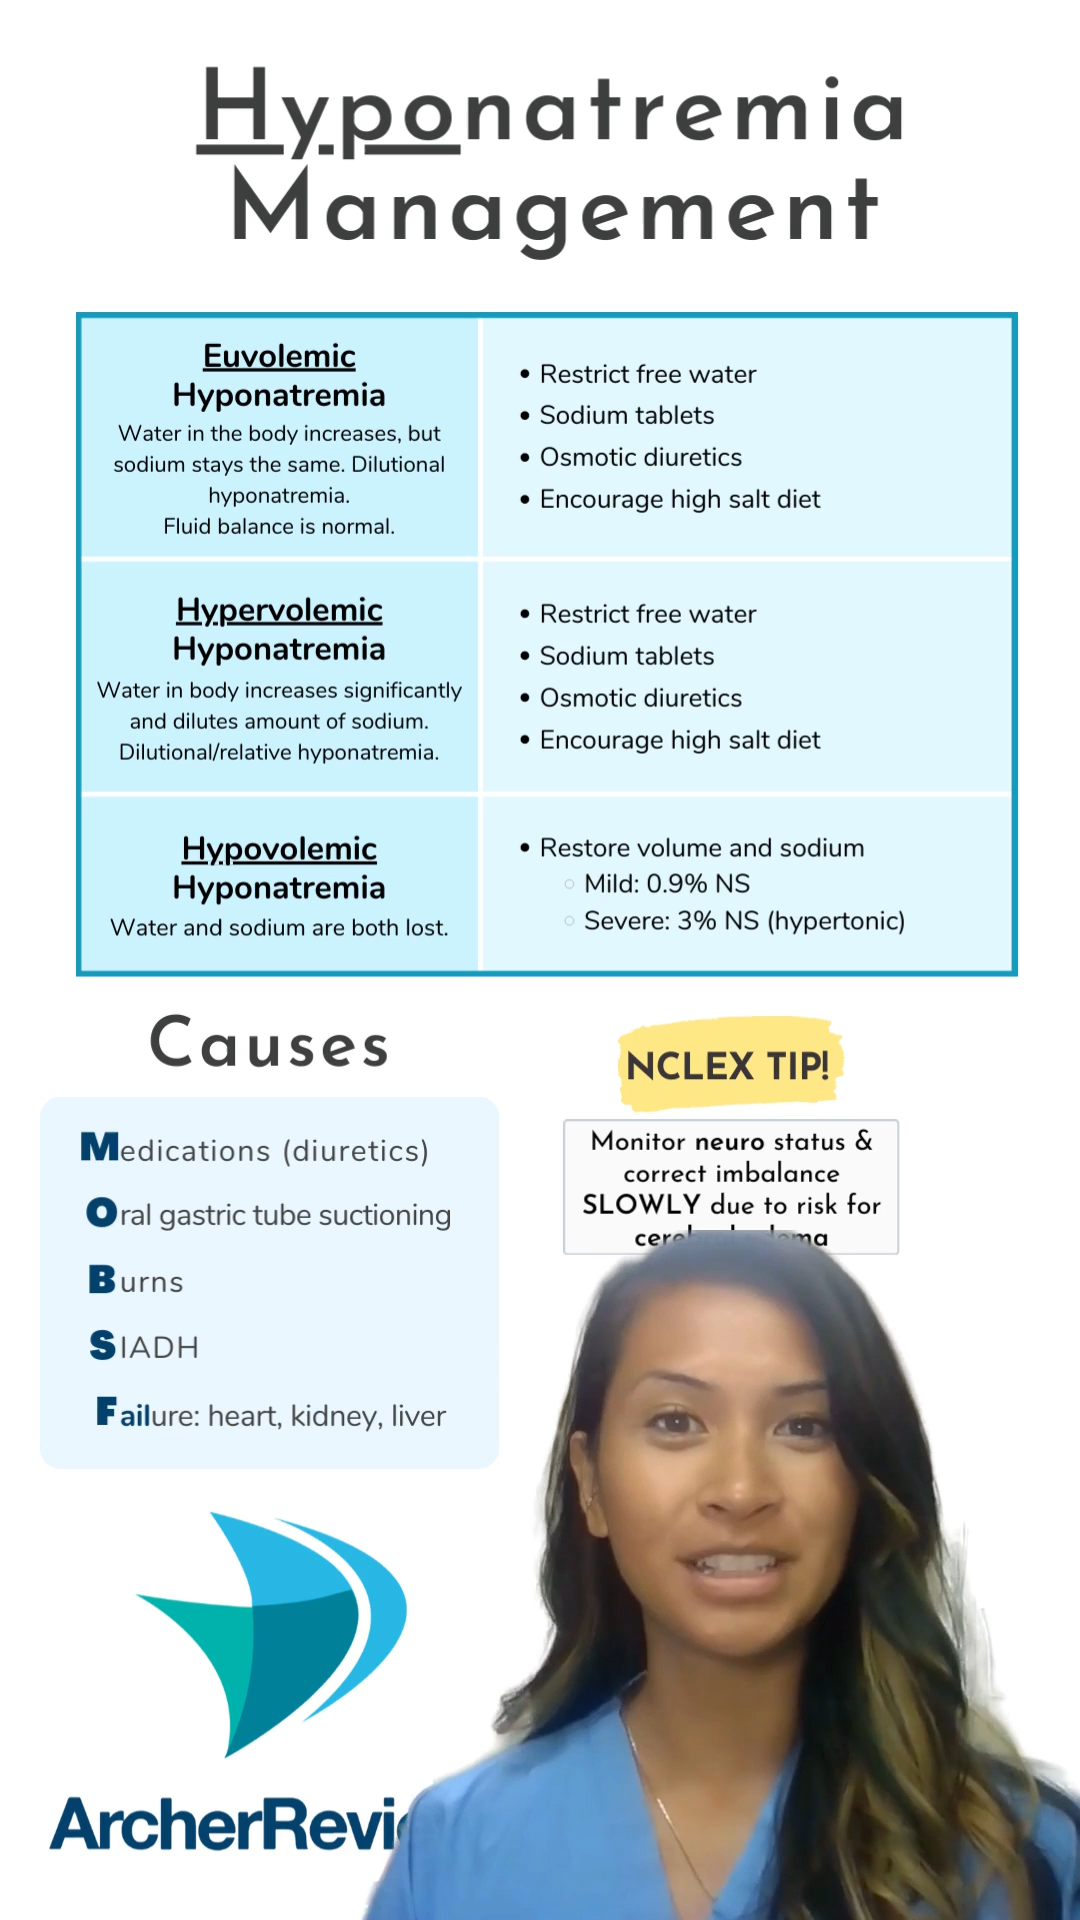 Hyponatremia
Management
Euvolemic
Hyponatremia
Water in the body increases, but
sodium stays the same. Dilutional
hyponatremia.
Fluid balance is normal.
• Restrict free water
• Sodium tablets
• Osmotic diuretics
• Encourage high salt diet
Hypervolemic
Hyponatremia
Water in body increases significantly
and dilutes amount of sodium.
Dilutional/relative hyponatremia.
• Restrict free water
• Sodium tablets
• Osmotic diuretics
• Encourage high salt diet
Hypovolemic
Hyponatremia
Water and sodium are both lost.
• Restore volume and sodium
○ Mild: 0.9% NS
○ Severe: 3% NS (hypertonic)
Causes
Medications (diuretics)
Oral gastric tube suctioning
Burns
SIADH
Failure: heart, kidney, liver
NCLEX TIP!
Monitor neuro status &
correct imbalance
SLOWLY due to risk for
ArcherRevi